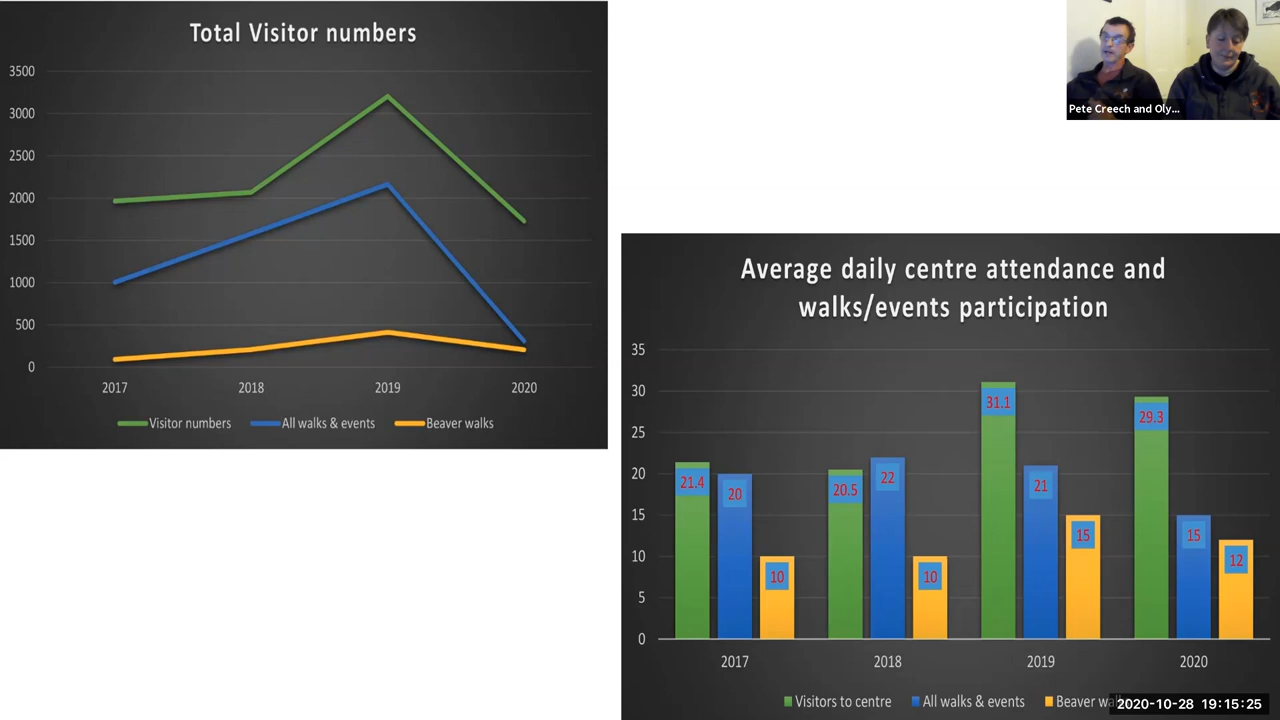 Total Visitor numbers
3500
3000
2500
2000
1500
1000
500
0
2017 2018 2019 2020
Visitor numbers All walks & events Beaver walks
Pete Creech and Oly...
Average daily centre attendance and
walks/events participation
35
30
25
20
15
10
5
0
21.4 20 10 20.5 22 10 31.1 21 15 29.3 15 12
2017 2018 2019 2020
Visitors to centre All walks & events Beaver
2020-10-28 19:15:25